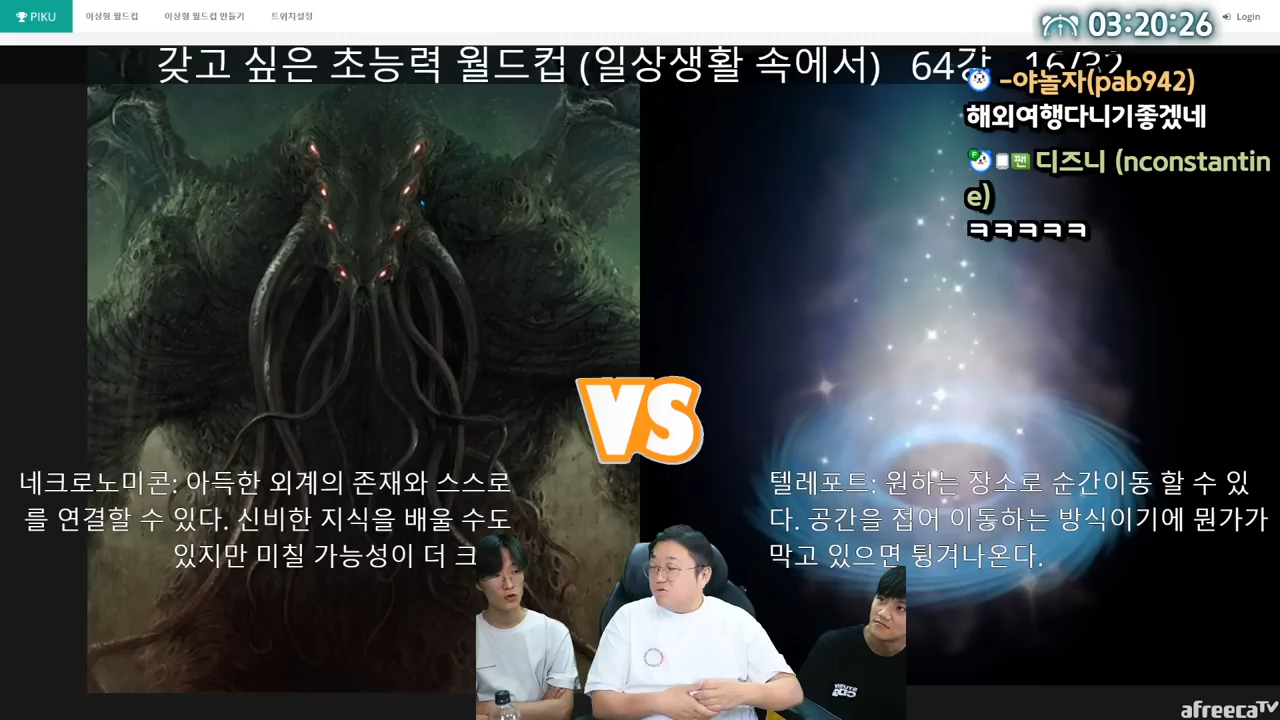 PIKU
이상형 월드컵
이상형 월드컵 만들기
트위치설정
03:20:26
Login
갖고 싶은 초능력 월드컵 (일상생활 속에서) 64강 16/32
-야놀자(pab942)
해외여행다니기좋겠네
팬 디즈니 (nconstantin
e)
ㅋㅋㅋㅋㅋ
VS
네크로노미콘: 아득한 외계의 존재와 스스로
를 연결할 수 있다. 신비한 지식을 배울 수도
있지만 미칠 가능성이 더 크
텔레포트: 원하는 장소로 순간이동 할 수 있
다. 공간을 접어 이동하는 방식이기에 뭔가가
막고 있으면 튕겨나온다.
afreecaTV